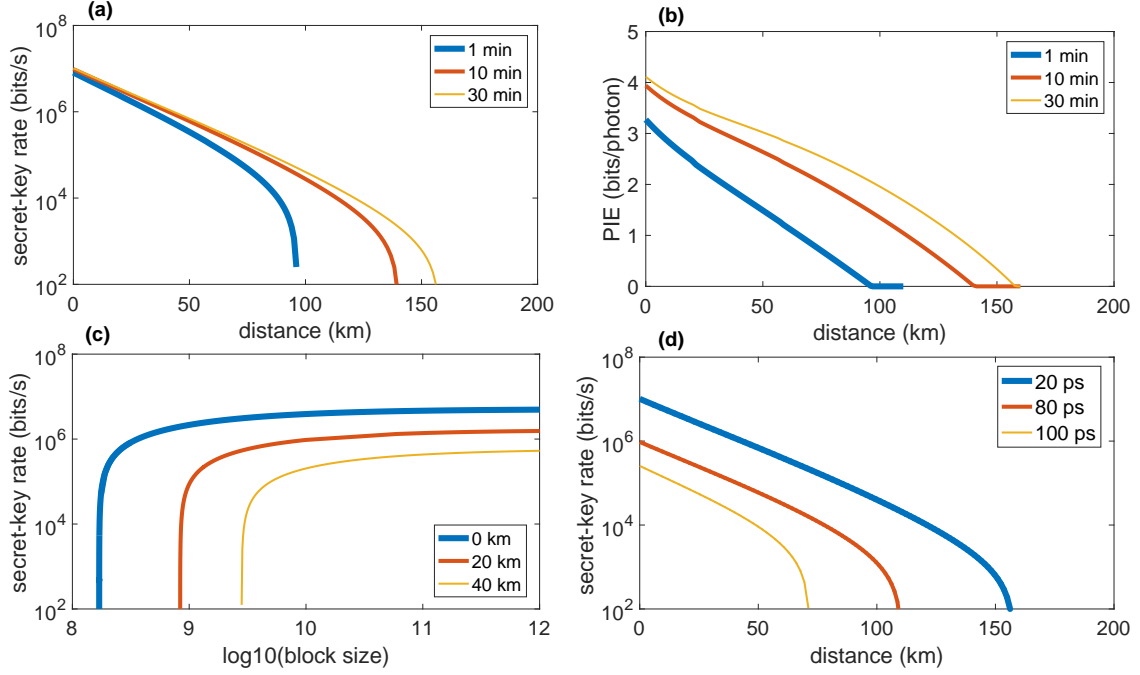 (a)
secret-key rate (bits/s)
10^8
10^6
10^4
10^2
0
50
100
150
200
distance (km)
1 min
10 min
30 min
(b)
PIE (bits/photon)
5
4
3
2
1
0
0
50
100
150
200
distance (km)
1 min
10 min
30 min
(c)
secret-key rate (bits/s)
10^8
10^6
10^4
10^2
8
9
10
11
12
log10(block size)
0 km
20 km
40 km
(d)
secret-key rate (bits/s)
10^8
10^6
10^4
10^2
0
50
100
150
200
distance (km)
20 ps
80 ps
100 ps